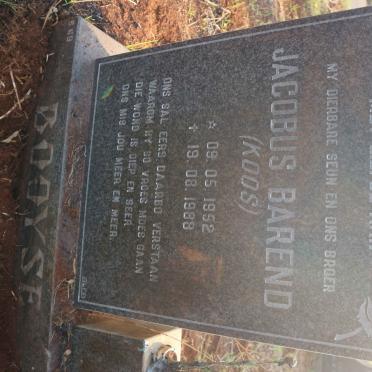 MY DIERBARE SEUN EN ONS BROER
JACOBUS BAREND
(KOOS)
☆ 09.05.1952
+ 19.08.1988
ONS SAL EERS DAARBO VERSTAAN
WAAROM HY SO VROEG MOES GAAN
DIE WOND IS DIEP EN SEER
ONS MIS JOU MEER EN MEER
BOOYSE